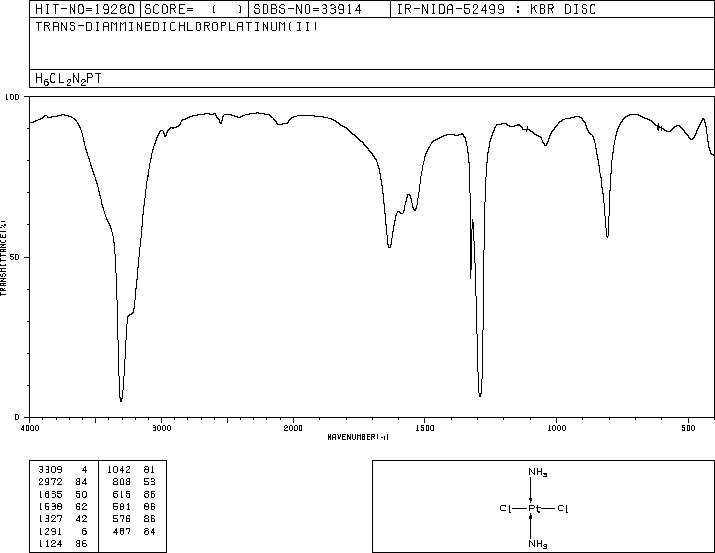 HIT-NO=19280 SCORE= ( ) SDBS-NO=33914 IR-NIDA-52499 : KBR DISC
TRANS-DIAMMINEDICHLOROPLATINUM(II)
H6CL2N2PT
100
50
0
TRANSMITTANCE(%)
4000 3000 2000 1500 1000 500
WAVENUMBER(-1)
3309 4 1042 81
2972 84 808 53
1635 50 615 86
1538 62 581 86
1327 42 576 86
1291 6 487 84
1124 86
NH3
Cl Pt Cl
NH3